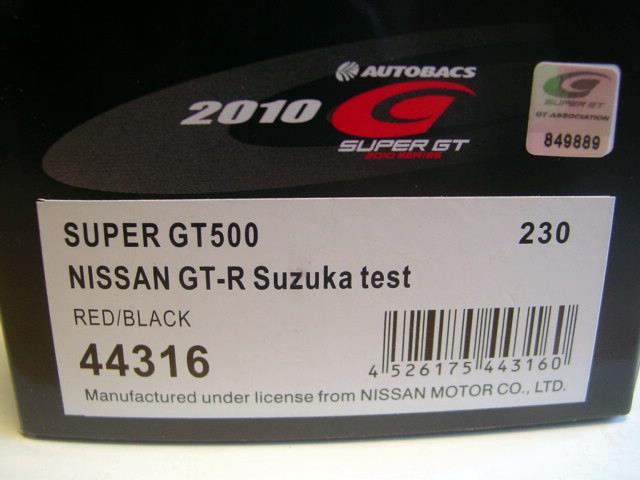 AUTOBACS
2010
SUPER GT
2010 SERIES
SUPER GT
GT ASSOCIATION
849889
SUPER GT500 230
NISSAN GT-R Suzuka test
RED/BLACK
44316
4 526175 443160
Manufactured under license from NISSAN MOTOR CO., LTD.